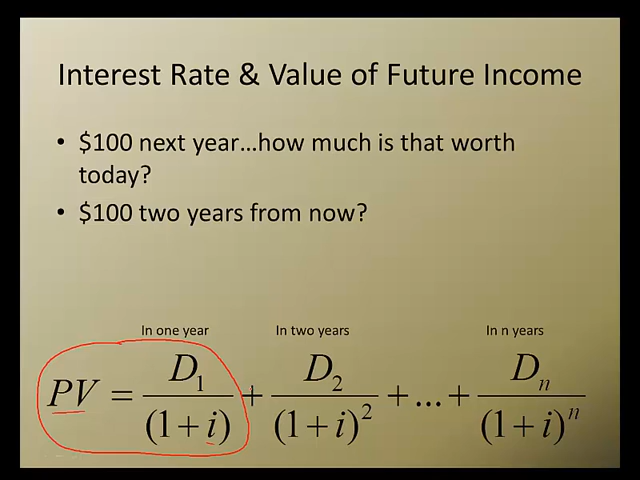 Interest Rate & Value of Future Income
• $100 next year...how much is that worth
today?
• $100 two years from now?
In one year In two years In n years
PV = D₁/(1 + i) + D₂/(1 + i)² + ... + Dₙ/(1 + i)ⁿ